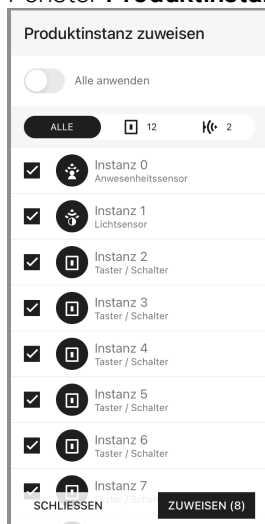 Produktinstanz zuweisen
Alle anwenden
ALLE 12 2
Instanz 0
Anwesenheitssensor
Instanz 1
Lichtsensor
Instanz 2
Taster / Schalter
Instanz 3
Taster / Schalter
Instanz 4
Taster / Schalter
Instanz 5
Taster / Schalter
Instanz 6
Taster / Schalter
Instanz 7
SCHLIESSEN
ZUWEISEN (8)